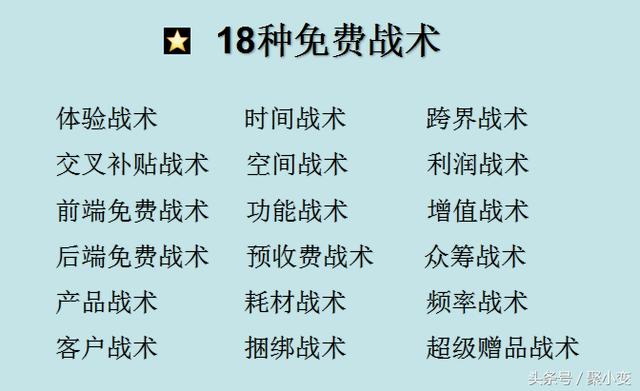 18种免费战术
体验战术 时间战术 跨界战术
交叉补贴战术 空间战术 利润战术
前端免费战术 功能战术 增值战术
后端免费战术 预收费战术 众筹战术
产品战术 耗材战术 频率战术
客户战术 捆绑战术 超级赠品战术
头条号 / 聚小变